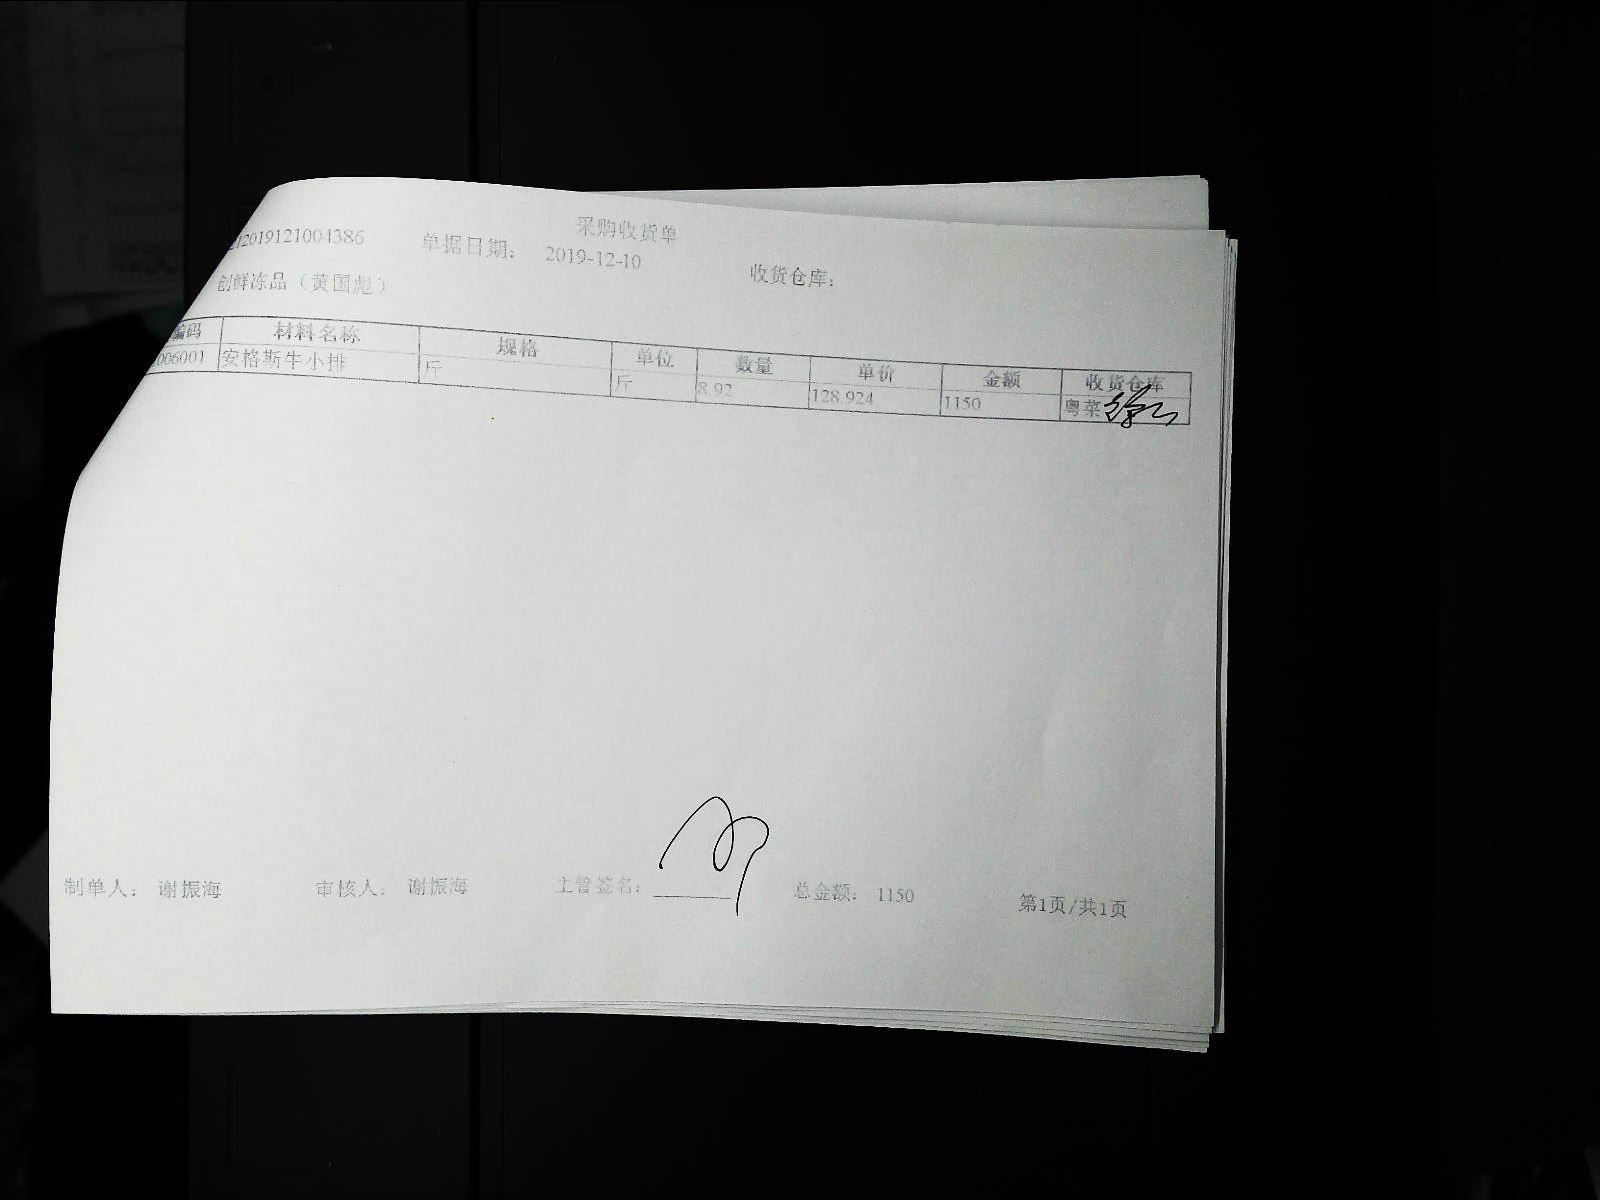 采购收货单
2019121004386 单据日期: 2019-12-10 收货仓库:
创鲜冻品(黄国彪)
编码 材料名称 规格 单位 数量 单价 金额 收货仓库
006001 安格斯牛小排 斤 斤 8.92 128.924 1150 粤菜
制单人: 谢振海 审核人: 谢振海 主管签名: 总金额: 1150 第1页/共1页